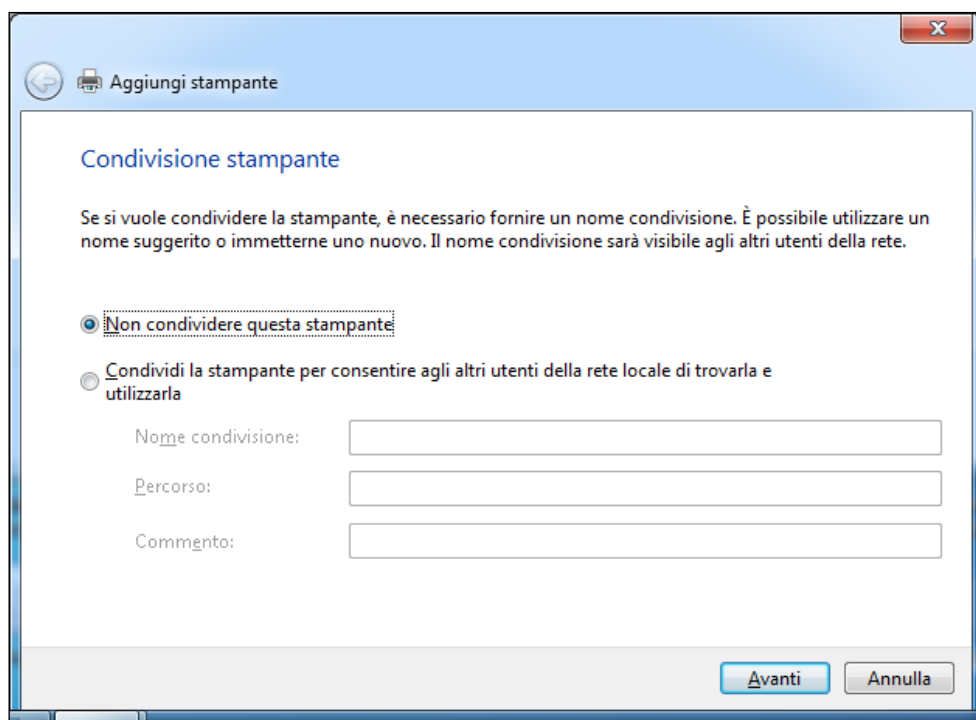 Aggiungi stampante
Condivisione stampante
Se si vuole condividere la stampante, è necessario fornire un nome condivisione. È possibile utilizzare un
nome suggerito o immetterne uno nuovo. Il nome condivisione sarà visibile agli altri utenti della rete.
Non condividere questa stampante
Condividi la stampante per consentire agli altri utenti della rete locale di trovarla e
utilizzarla
Nome condivisione:
Percorso:
Commento:
Avanti Annulla